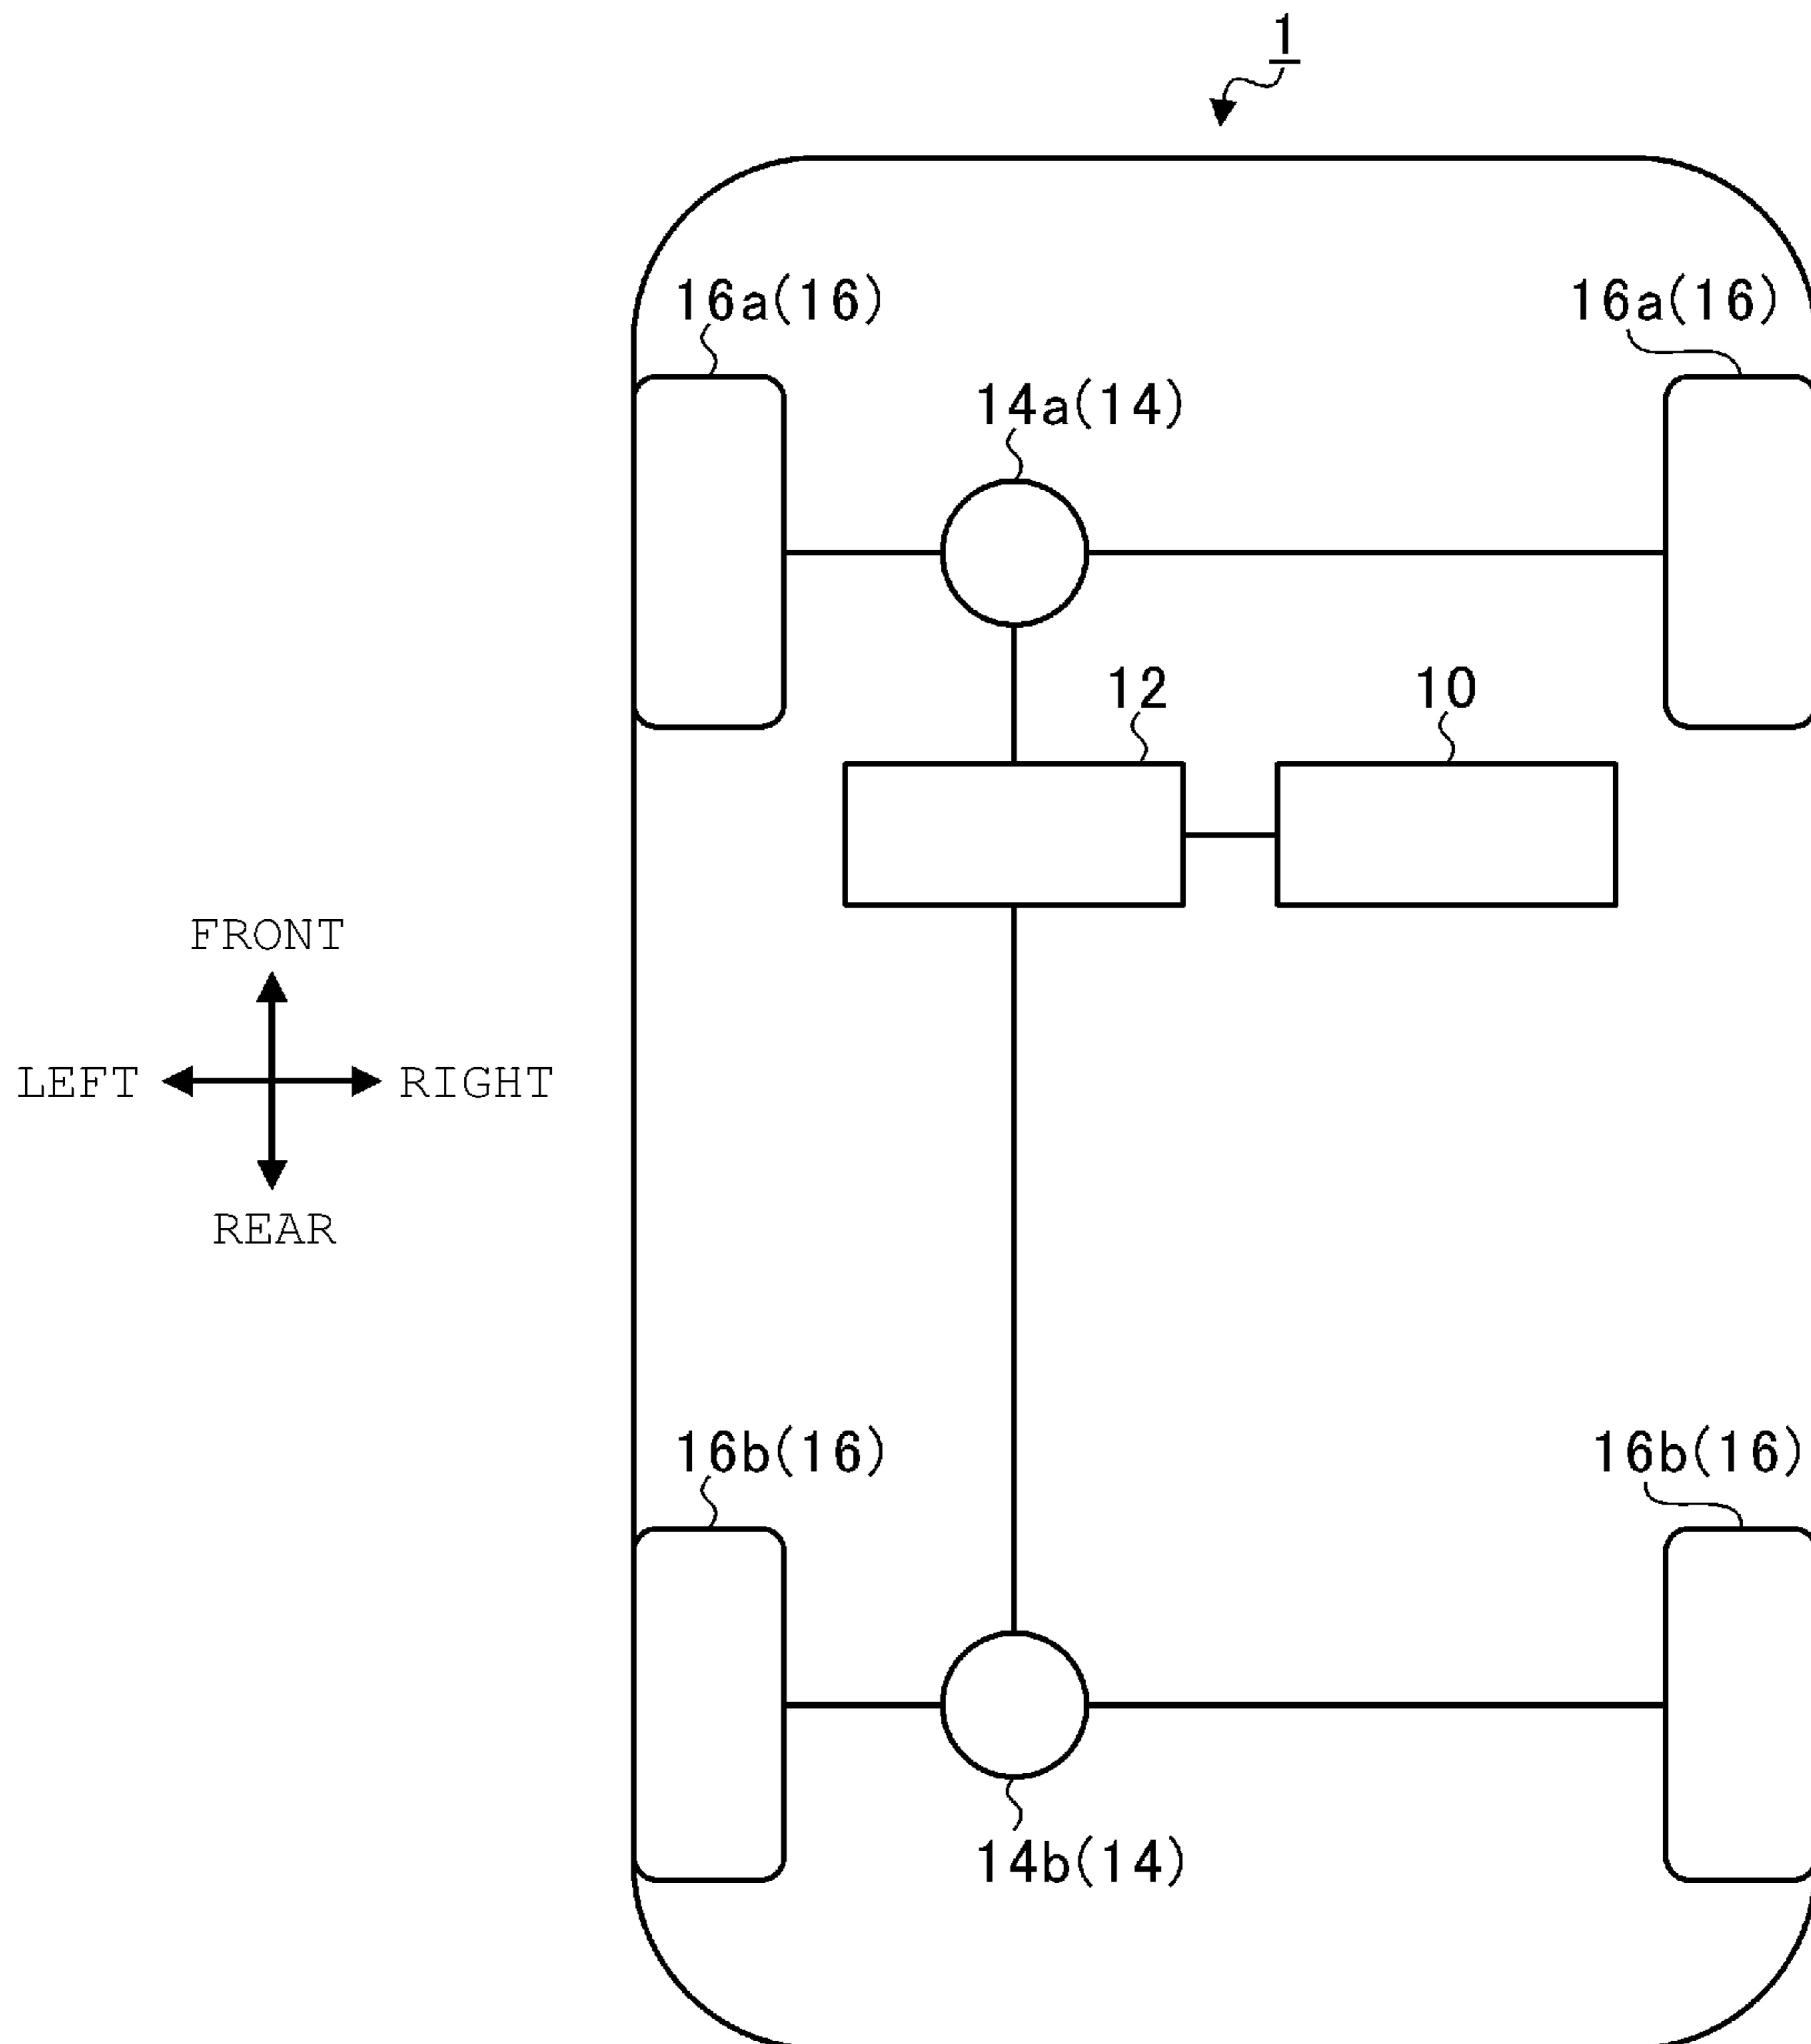 1
16a(16)
16a(16)
14a(14)
12
10
FRONT
LEFT
RIGHT
REAR
16b(16)
16b(16)
14b(14)